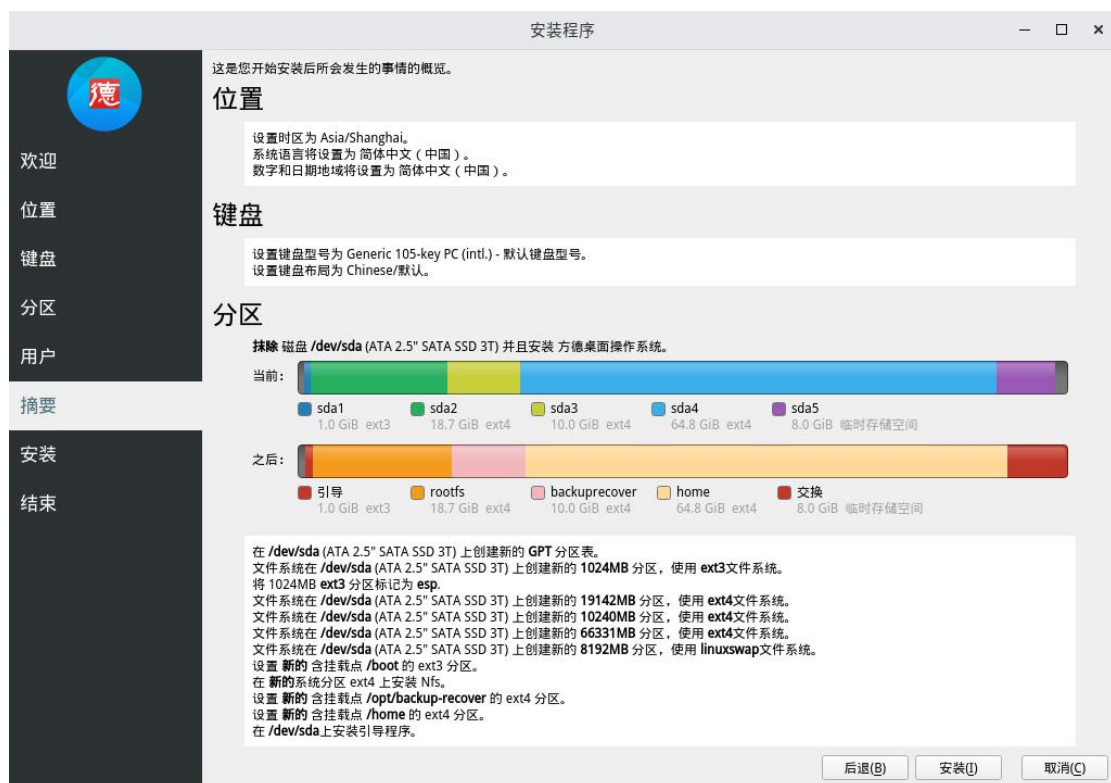 安装程序
德
欢迎
位置
键盘
分区
用户
摘要
安装
结束
这是您开始安装后所会发生的事情的概览。
位置
设置时区为 Asia/Shanghai。
系统语言将设置为 简体中文（中国）。
数字和日期地域将设置为 简体中文（中国）。
键盘
设置键盘型号为 Generic 105-key PC (intl.) - 默认键盘型号。
设置键盘布局为 Chinese/默认。
分区
抹除 磁盘 /dev/sda (ATA 2.5" SATA SSD 3T) 并且安装 方德桌面操作系统。
当前：
sda1 sda2 sda3 sda4 sda5
1.0 GiB ext3 18.7 GiB ext4 10.0 GiB ext4 64.8 GiB ext4 8.0 GiB 临时存储空间
之后：
引导 rootfs backuprecover home 交换
1.0 GiB ext3 18.7 GiB ext4 10.0 GiB ext4 64.8 GiB ext4 8.0 GiB 临时存储空间
在 /dev/sda (ATA 2.5" SATA SSD 3T) 上创建新的 GPT 分区表。
文件系统在 /dev/sda (ATA 2.5" SATA SSD 3T) 上创建新的 1024MB 分区，使用 ext3文件系统。
将 1024MB ext3 分区标记为 esp.
文件系统在 /dev/sda (ATA 2.5" SATA SSD 3T) 上创建新的 19142MB 分区，使用 ext4文件系统。
文件系统在 /dev/sda (ATA 2.5" SATA SSD 3T) 上创建新的 10240MB 分区，使用 ext4文件系统。
文件系统在 /dev/sda (ATA 2.5" SATA SSD 3T) 上创建新的 66331MB 分区，使用 ext4文件系统。
文件系统在 /dev/sda (ATA 2.5" SATA SSD 3T) 上创建新的 8192MB 分区，使用 linuxswap文件系统。
设置 新的 含挂载点 /boot 的 ext3 分区。
在 新的系统分区 ext4 上安装 Nfs。
设置 新的 含挂载点 /opt/backup-recover 的 ext4 分区。
设置 新的 含挂载点 /home 的 ext4 分区。
在 /dev/sda上安装引导程序。
后退(B) 安装(I) 取消(C)